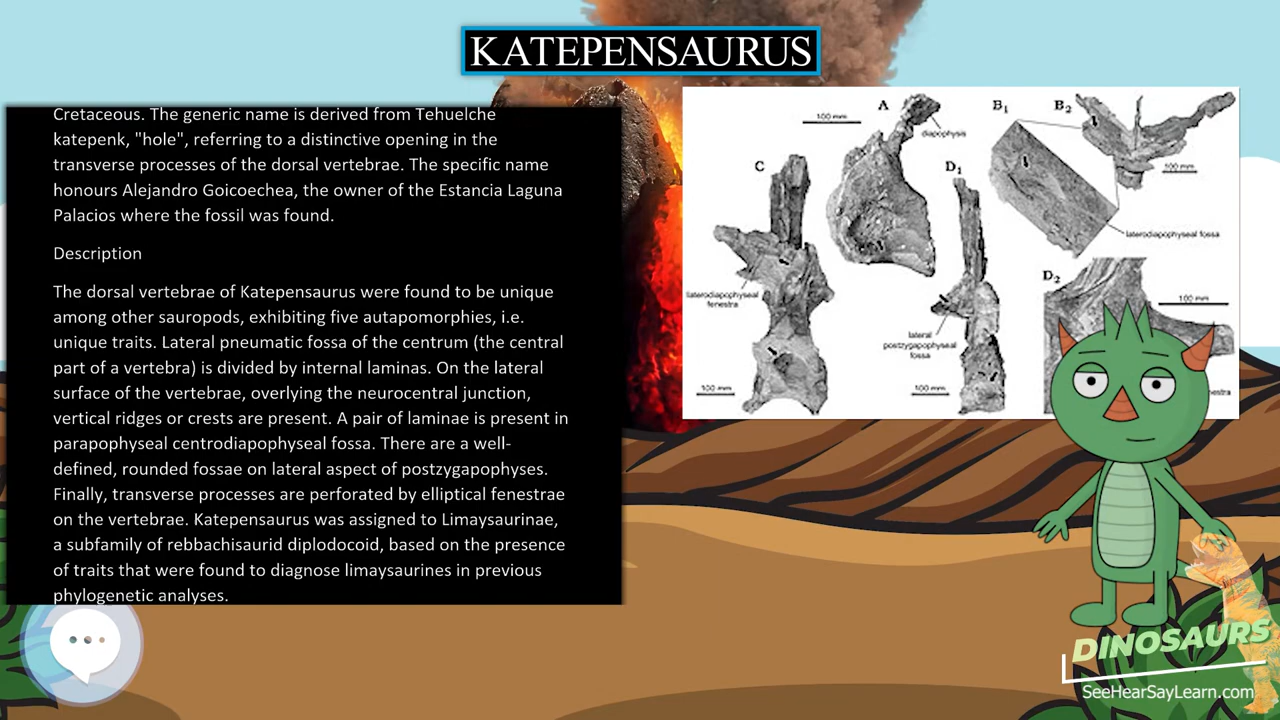 KATEPENSAURUS
Cretaceous. The generic name is derived from Tehuelche
katepenk, "hole", referring to a distinctive opening in the
transverse processes of the dorsal vertebrae. The specific name
honours Alejandro Goicoechea, the owner of the Estancia Laguna
Palacios where the fossil was found.
Description
The dorsal vertebrae of Katepensaurus were found to be unique
among other sauropods, exhibiting five autapomorphies, i.e.
unique traits. Lateral pneumatic fossa of the centrum (the central
part of a vertebra) is divided by internal laminas. On the lateral
surface of the vertebrae, overlying the neurocentral junction,
vertical ridges or crests are present. A pair of laminae is present in
parapophyseal centrodiapophyseal fossa. There are a well-
defined, rounded fossae on lateral aspect of postzygapophyses.
Finally, transverse processes are perforated by elliptical fenestrae
on the vertebrae. Katepensaurus was assigned to Limaysaurinae,
a subfamily of rebbachisaurid diplodocoid, based on the presence
of traits that were found to diagnose limaysaurines in previous
phylogenetic analyses.
A
100 mm
diapophysis
B1
B2
100 mm
laterodiapophyseal fossa
C
laterodiapophyseal
fenestra
100 mm
D1
lateral
postzygapophyseal
fossa
100 mm
D2
100 mm
DINOSAURS
SeeHearSayLearn.com